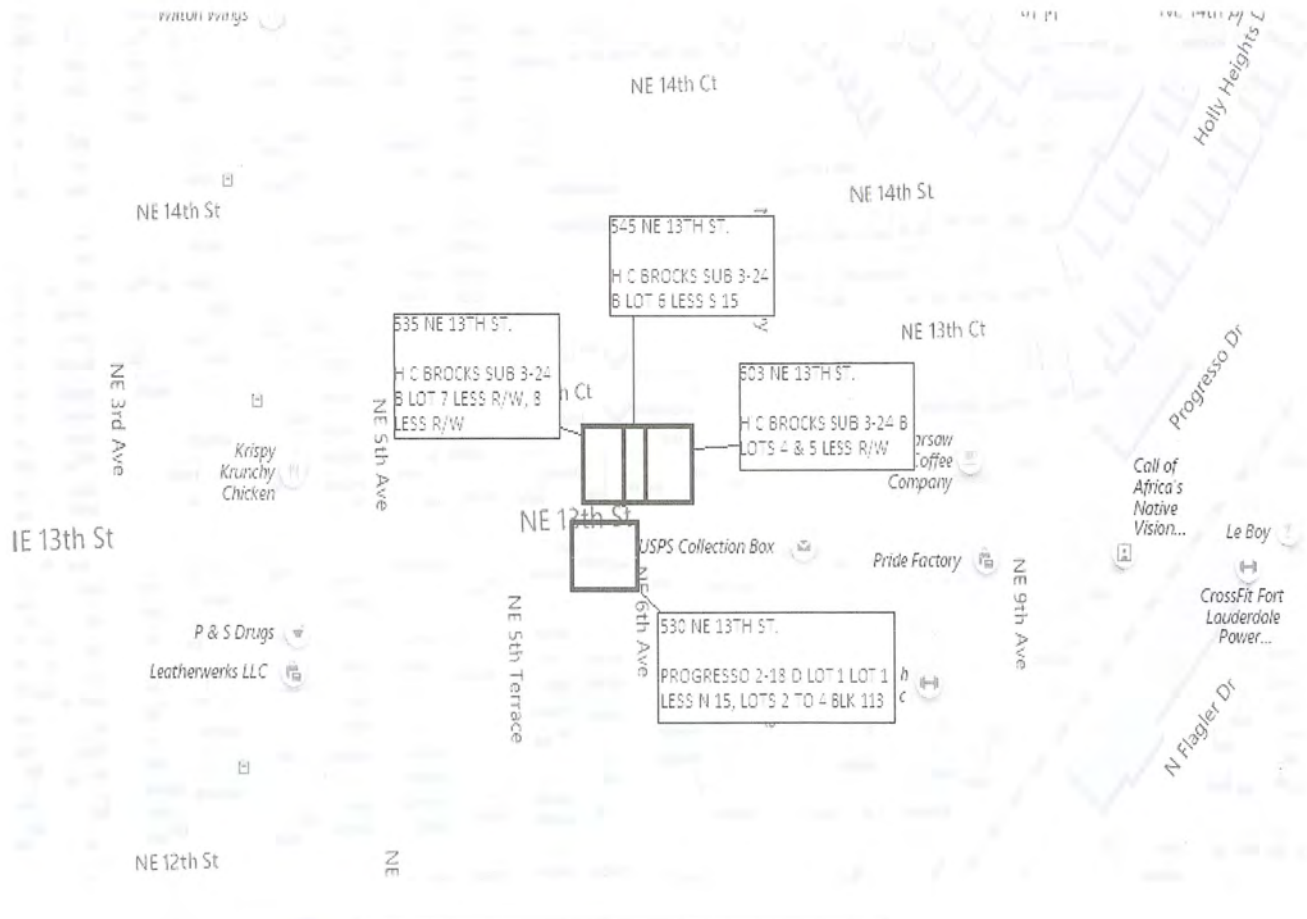 Wilton Wings
Holly Heights D
NE 14th Ct
NE 14th St
NE 14th St
545 NE 13TH ST.
H C BROCKS SUB 3-24
B LOT 6 LESS S 15
535 NE 13TH ST.
H C BROCKS SUB 3-24
B LOT 7 LESS R/W, 8
LESS R/W
h Ct
NE 13th Ct
603 NE 13TH ST.
H C BROCKS SUB 3-24 B
LOTS 4 & 5 LESS R/W
Progresso Dr
NE 3rd Ave
NE 5th Ave
Krispy
Krunchy
Chicken
arsaw
Coffee
Company
Call of
Africa's
Native
Vision...
IE 13th St
NE 13th St
USPS Collection Box
Pride Factory
Le Boy
CrossFit Fort
Lauderdale
Power...
NE 9th Ave
NE 5th Terrace
NE 6th Ave
P & S Drugs
Leatherwerks LLC
530 NE 13TH ST.
PROGRESSO 2-18 D LOT 1 LOT 1
LESS N 15, LOTS 2 TO 4 BLK 113
h
c
N Flagler Dr
NE 12th St
NE